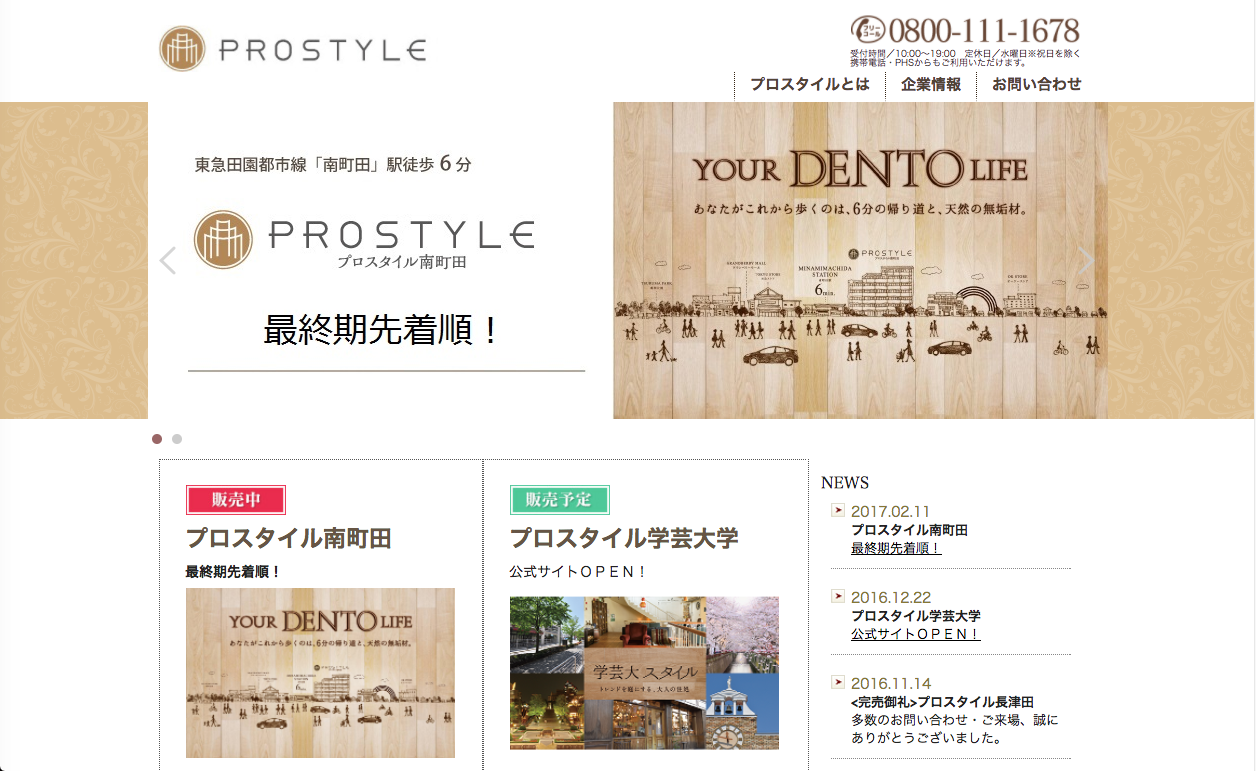 PROSTYLE
フリーコール 0800-111-1678
受付時間／10:00〜19:00　定休日／水曜日※祝日を除く
携帯電話・PHSからもご利用いただけます。
プロスタイルとは
企業情報
お問い合わせ
東急田園都市線「南町田」駅徒歩 6 分
PROSTYLE
プロスタイル南町田
最終期先着順！
YOUR DENTO LIFE
あなたがこれから歩くのは、6分の帰り道と、天然の無垢材。
PROSTYLE
GRANDBERRY MALL
MINAMIMACHIDA
STATION
6min.
販売中
プロスタイル南町田
最終期先着順！
YOUR DENTO LIFE
あなたがこれから歩くのは、6分の帰り道と、天然の無垢材。
PROSTYLE
販売予定
プロスタイル学芸大学
公式サイトＯＰＥＮ！
学芸大スタイル
トレンドを庭にする、大人の住処
NEWS
2017.02.11
プロスタイル南町田
最終期先着順！
2016.12.22
プロスタイル学芸大学
公式サイトＯＰＥＮ！
2016.11.14
<完売御礼>プロスタイル長津田
多数のお問い合わせ・ご来場、誠に
ありがとうございました。